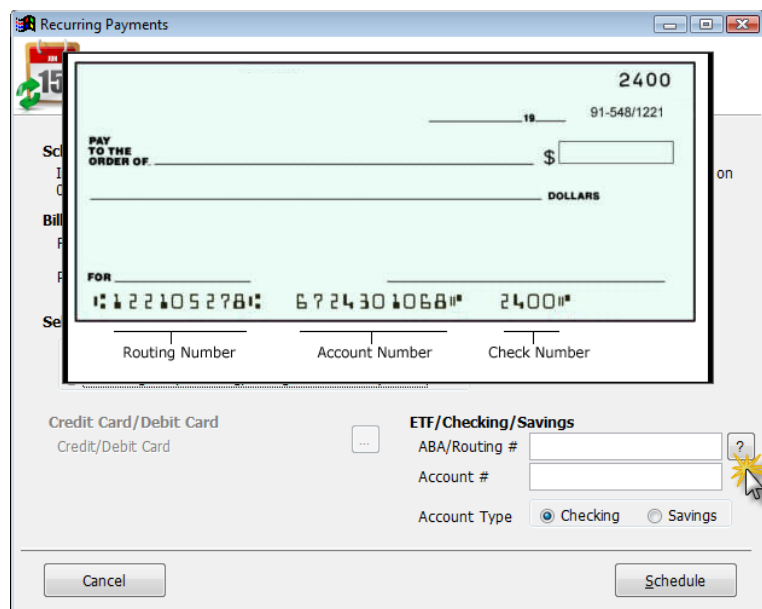 Recurring Payments
15
2400
19
91-548/1221
PAY
TO THE
ORDER OF
$
on
DOLLARS
Bill
FOR
⑆122105278⑆ 6724301068⑈ 2400⑈
Routing Number Account Number Check Number
Credit Card/Debit Card
Credit/Debit Card
...
ETF/Checking/Savings
ABA/Routing #
?
Account #
Account Type Checking Savings
Cancel Schedule